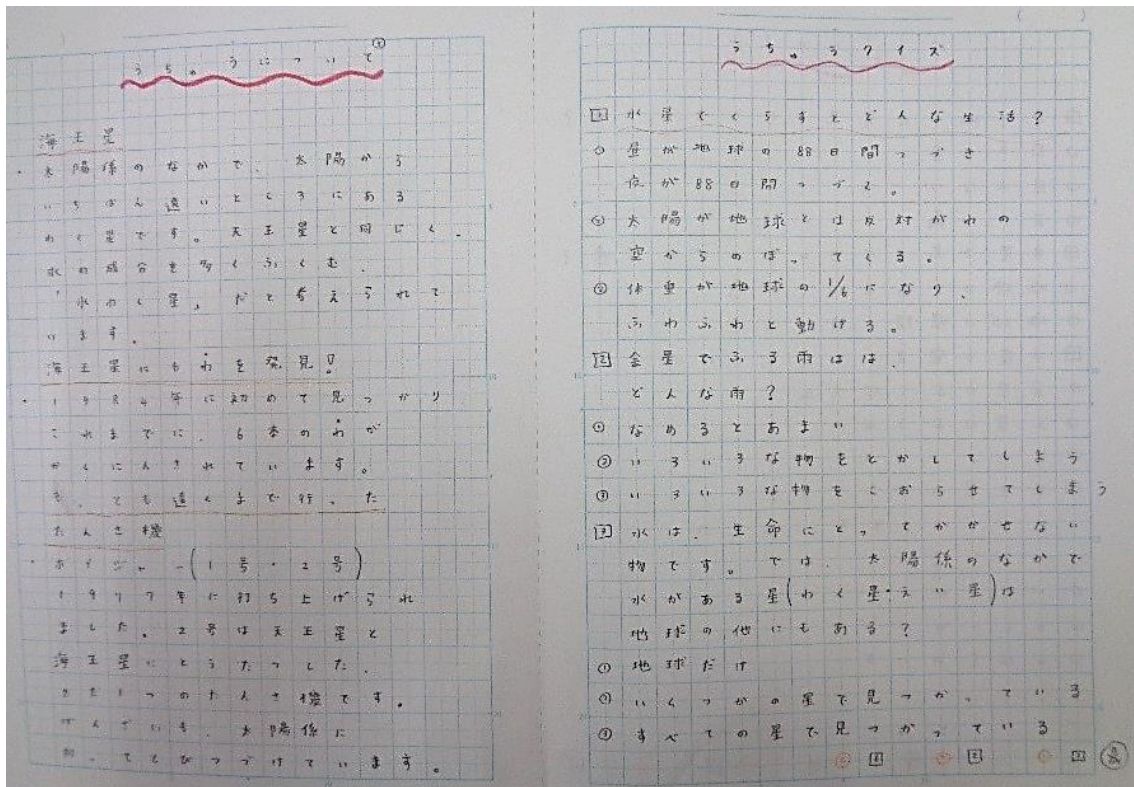 うちゅうについて④
海王星
・太陽係のなかで、太陽から
いちばん遠いところにある
わく星です。天王星と同じく、
氷の成分を多くふくむ、
「氷わく星」だと考えられて
います。
海王星にもわを発見!
・1984年に初めて見つかり
これまでに、6本のわが
かくにんされています。
もっとも遠くまで行った
たんさ機
・ボイジャー(1号・2号)
1977年に打ち上げられ
ました。2号は天王星と
海王星にとうたつした、
ただ1つのたんさ機です。
げんざいも、太陽係に
向ってとびつづけています。
うちゅうクイズ
1 水星でくらすとどんな生活?
① 昼が地球の88日間つづき
夜が88日間つづく。
② 太陽が地球とは反対がわの
空からのぼってくる。
③ 体重が地球の1/6になり、
ふわふわと動ける。
2 金星でふる雨はは、
どんな雨?
① なめるとあまい
② いろいろな物をとかしてしまう
③ いろいろな物をこおらせてしまう
3 水は、生命にとってかかせない
物です。では、太陽係のなかで
水がある星(わく星・えい星)は
地球の他にもある?
① 地球だけ
② いくつかの星で見つかっている
③ すべての星で見つかっている